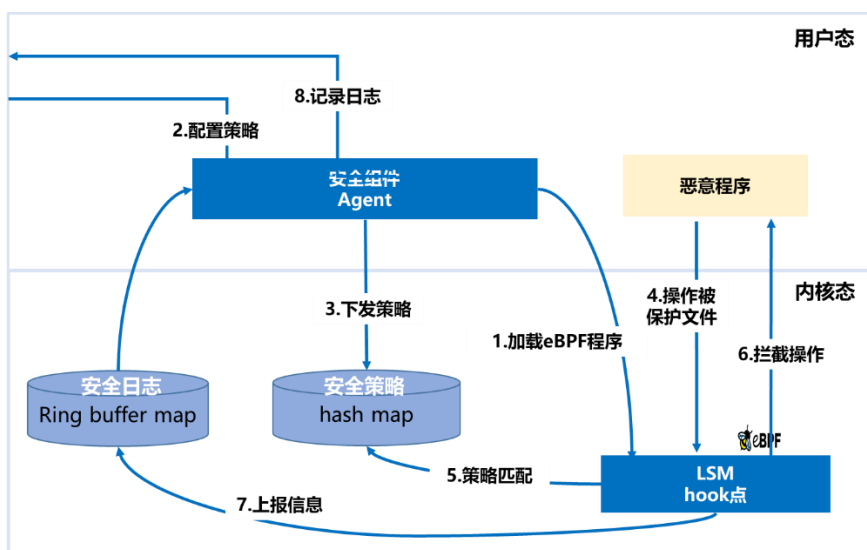 用户态
8.记录日志
2.配置策略
安全组件
Agent
恶意程序
内核态
3.下发策略
4.操作被
保护文件
1.加载eBPF程序
6.拦截操作
安全日志
Ring buffer map
安全策略
hash map
eBPF
5.策略匹配
LSM
hook点
7.上报信息